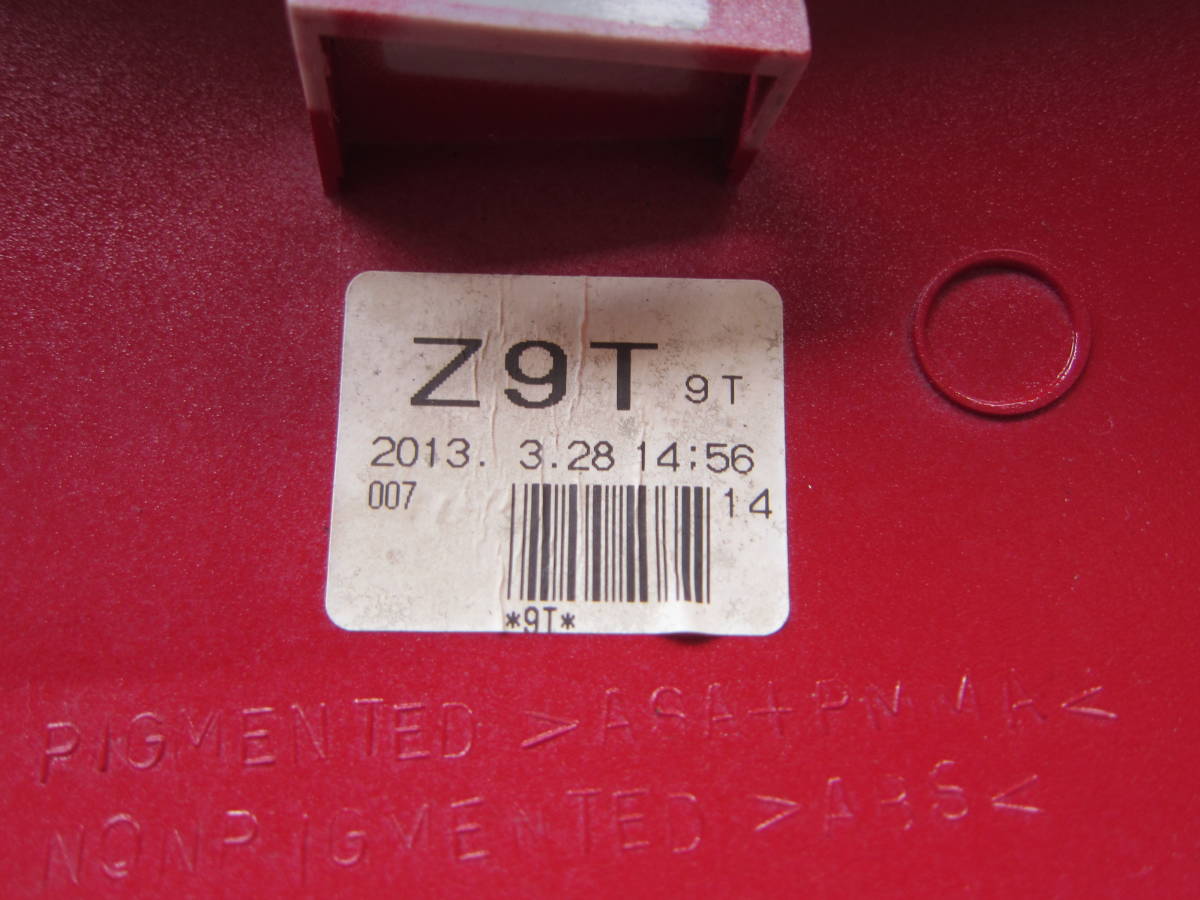 Z9T 9T
2013. 3.28 14:56
007 14
*9T*
PIGMENTED >ASA+PMMA<
NONPIGMENTED >ABS<